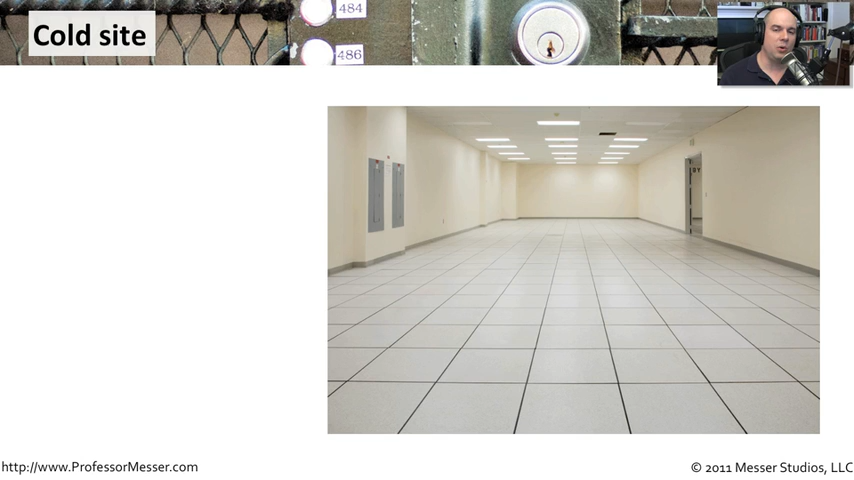 Cold site
484
486
http://www.ProfessorMesser.com
© 2011 Messer Studios, LLC